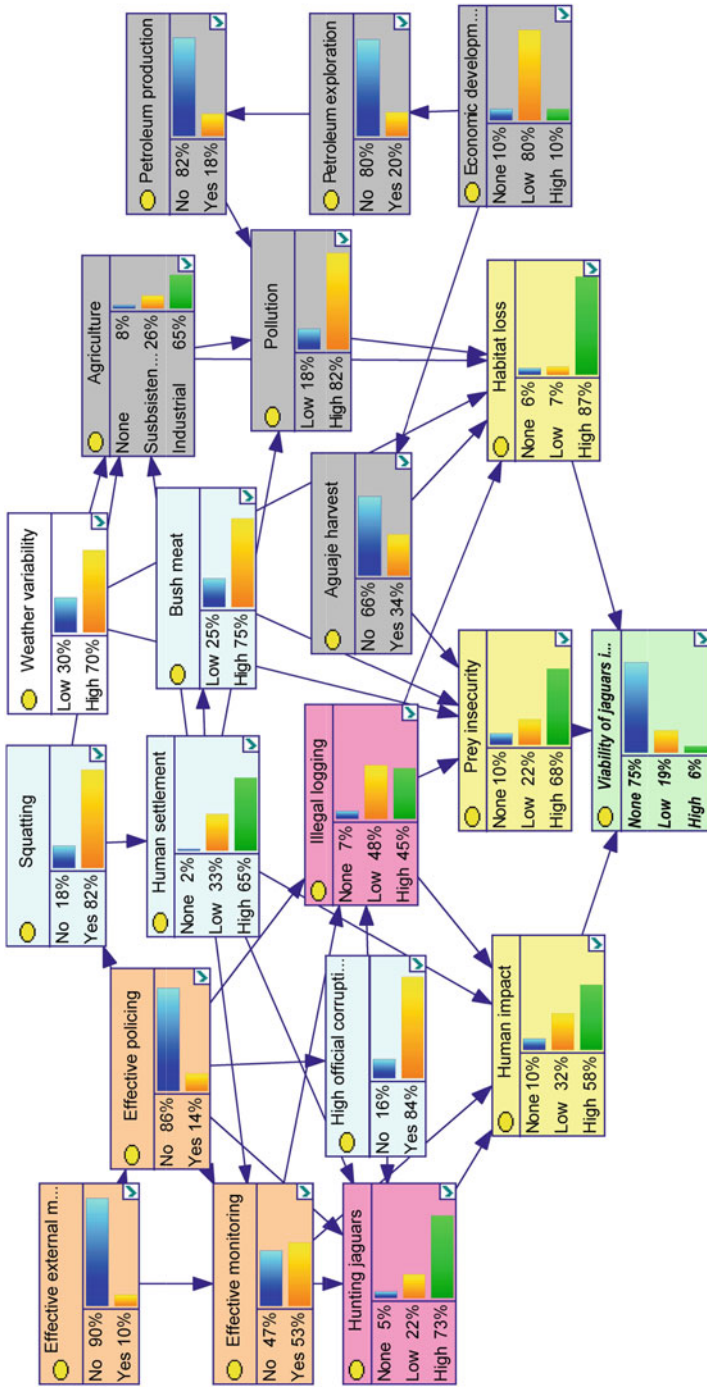 Effective external m...
No 90%
Yes 10%
Effective policing
No 86%
Yes 14%
Squatting
No 18%
Yes 82%
Weather variability
Low 30%
High 70%
Agriculture
None 8%
Susbsisten... 26%
Industrial 65%
Petroleum production
No 82%
Yes 18%
Effective monitoring
No 47%
Yes 53%
Human settlement
None 2%
Low 33%
High 65%
Bush meat
Low 25%
High 75%
Pollution
Low 18%
High 82%
Petroleum exploration
No 80%
Yes 20%
High official corrupti...
No 16%
Yes 84%
Illegal logging
None 7%
Low 48%
High 45%
Aguaje harvest
No 66%
Yes 34%
Economic developm...
None 10%
Low 80%
High 10%
Hunting jaguars
None 5%
Low 22%
High 73%
Human impact
None 10%
Low 32%
High 58%
Prey insecurity
None 10%
Low 22%
High 68%
Habitat loss
None 6%
Low 7%
High 87%
Viability of jaguars i...
None 75%
Low 19%
High 6%